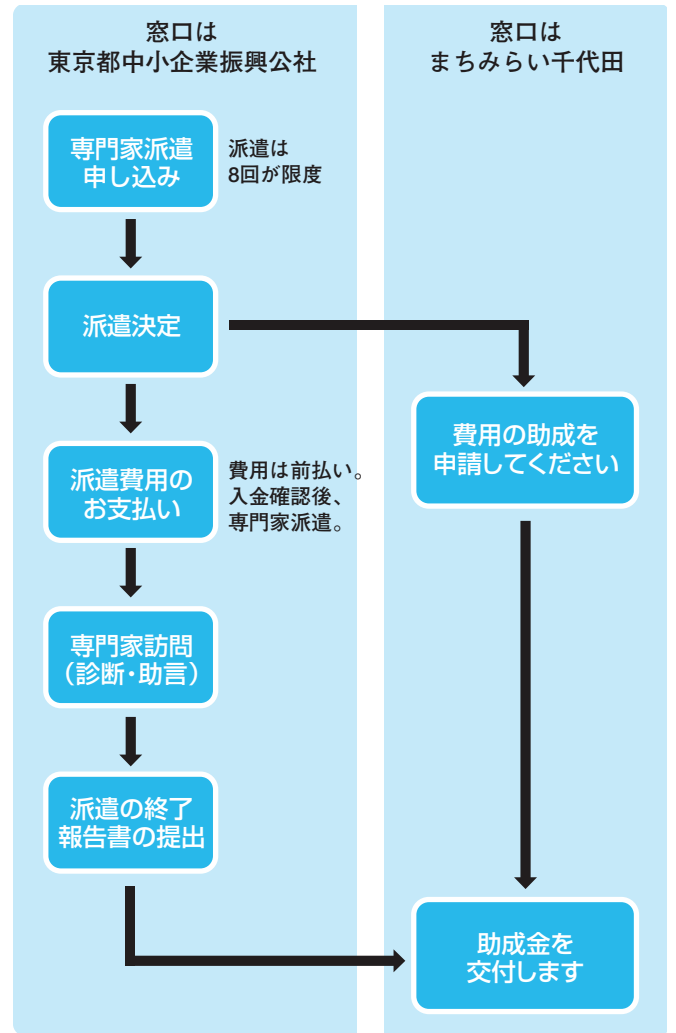 窓口は
東京都中小企業振興公社
専門家派遣
申し込み
派遣は
8回が限度
派遣決定
派遣費用の
お支払い
費用は前払い。
入金確認後、
専門家派遣。
専門家訪問
（診断・助言）
派遣の終了
報告書の提出
窓口は
まちみらい千代田
費用の助成を
申請してください
助成金を
交付します